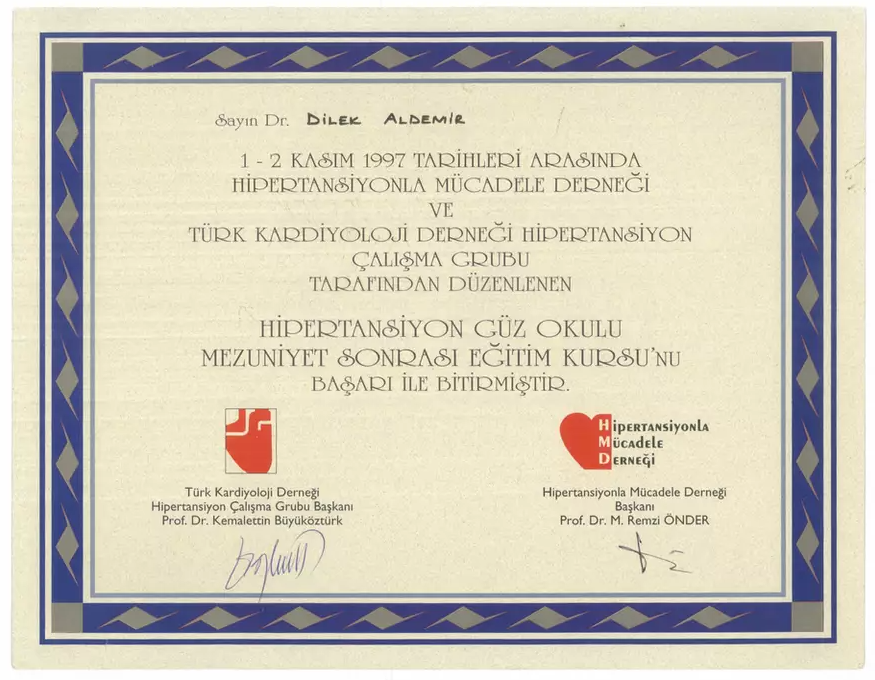 Sayın Dr. DİLEK ALDEMİR
1 - 2 KASIM 1997 TARİHLERİ ARASINDA
HİPERTANSİYONLA MÜCADELE DERNEĞİ
VE
TÜRK KARDİYOLOJİ DERNEĞİ HİPERTANSİYON
ÇALIŞMA GRUBU
TARAFINDAN DÜZENLENEN
HİPERTANSİYON GÜZ OKULU
MEZUNİYET SONRASI EĞİTİM KURSU'NU
BAŞARI İLE BİTİRMİŞTİR.
Türk Kardiyoloji Derneği
Hipertansiyon Çalışma Grubu Başkanı
Prof. Dr. Kemalettin Büyüköztürk
Hipertansiyonla
Mücadele
Derneği
Hipertansiyonla Mücadele Derneği
Başkanı
Prof. Dr. M. Remzi ÖNDER